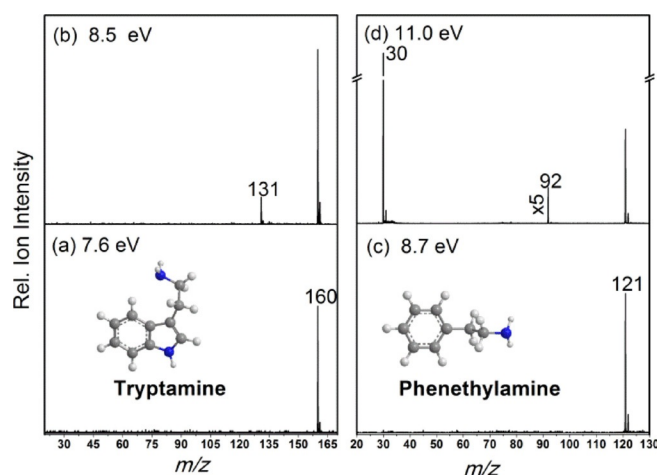 (b) 8.5 eV
131
(d) 11.0 eV
30
x5
92
Rel. Ion Intensity
(a) 7.6 eV
160
Tryptamine
(c) 8.7 eV
121
Phenethylamine
30 45 60 75 90 105 120 135 150 165
m/z
20 30 40 50 60 70 80 90 100 110 120 130
m/z